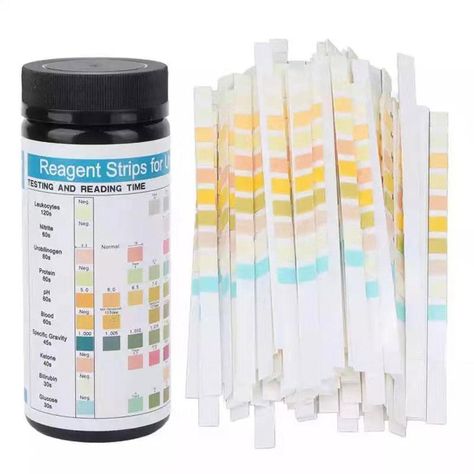 Reagent Strips for U
TESTING AND READING TIME
Leukocytes
120s
Neg.
Nitrite
60s
Neg.
Urobilinogen
60s
Normal
Protein
60s
Neg.
pH
60s
5.0 6.0 6.5
Blood
60s
Neg.
Specific Gravity
45s
1.000 1.005 1.010
Ketone
40s
Neg.
Bilirubin
30s
Neg.
Glucose
30s
Neg.